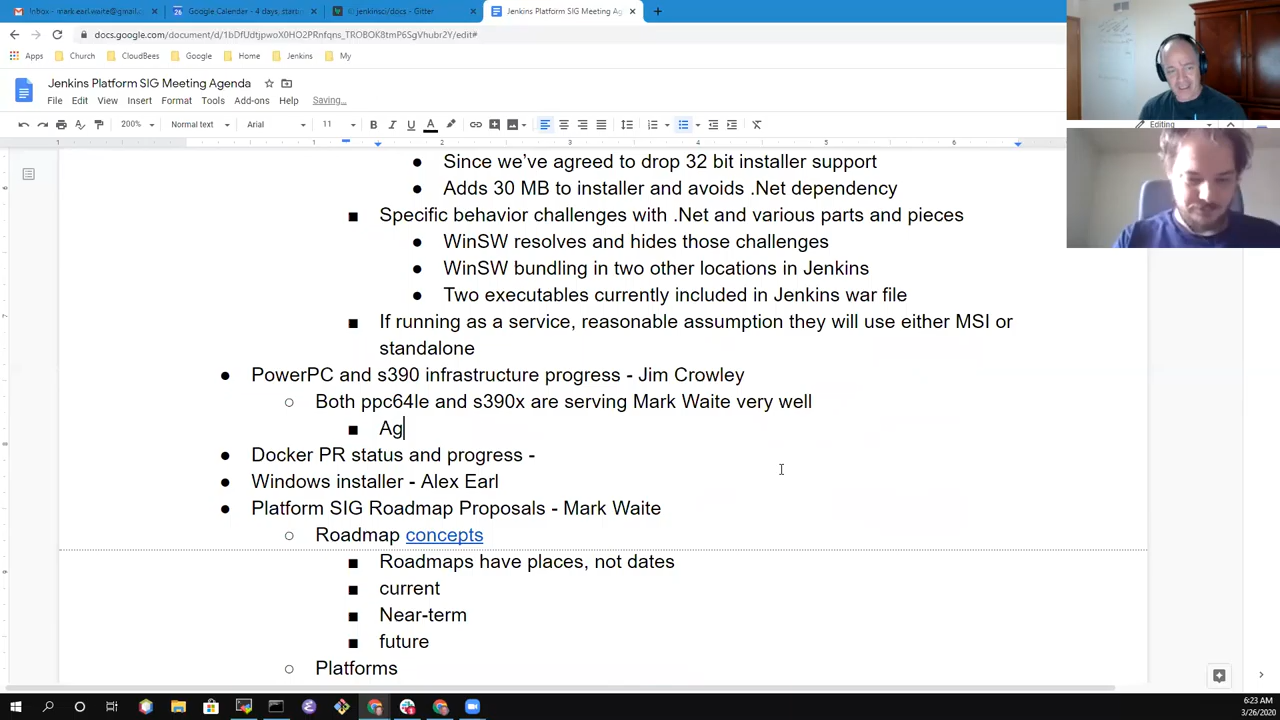 Inbox - mark.earl.waite@gmail
Google Calendar - 4 days, start
jenkinsci/docs - Gitter
Jenkins Platform SIG Meeting Ag
docs.google.com/document/d/
Apps Church CloudBees Google Home Jenkins My
Jenkins Platform SIG Meeting Agenda
File Edit View Insert Format Tools Add-ons Help Saving...
200% Normal text Arial 11 Editing
1 1 2 3 4 5 6
● Since we've agreed to drop 32 bit installer support
● Adds 30 MB to installer and avoids .Net dependency
■ Specific behavior challenges with .Net and various parts and pieces
● WinSW resolves and hides those challenges
● WinSW bundling in two other locations in Jenkins
● Two executables currently included in Jenkins war file
■ If running as a service, reasonable assumption they will use either MSI or
standalone
● PowerPC and s390 infrastructure progress - Jim Crowley
○ Both ppc64le and s390x are serving Mark Waite very well
■ Ag
● Docker PR status and progress -
● Windows installer - Alex Earl
● Platform SIG Roadmap Proposals - Mark Waite
○ Roadmap concepts
■ Roadmaps have places, not dates
■ current
■ Near-term
■ future
○ Platforms
6:23 AM
3/26/2020